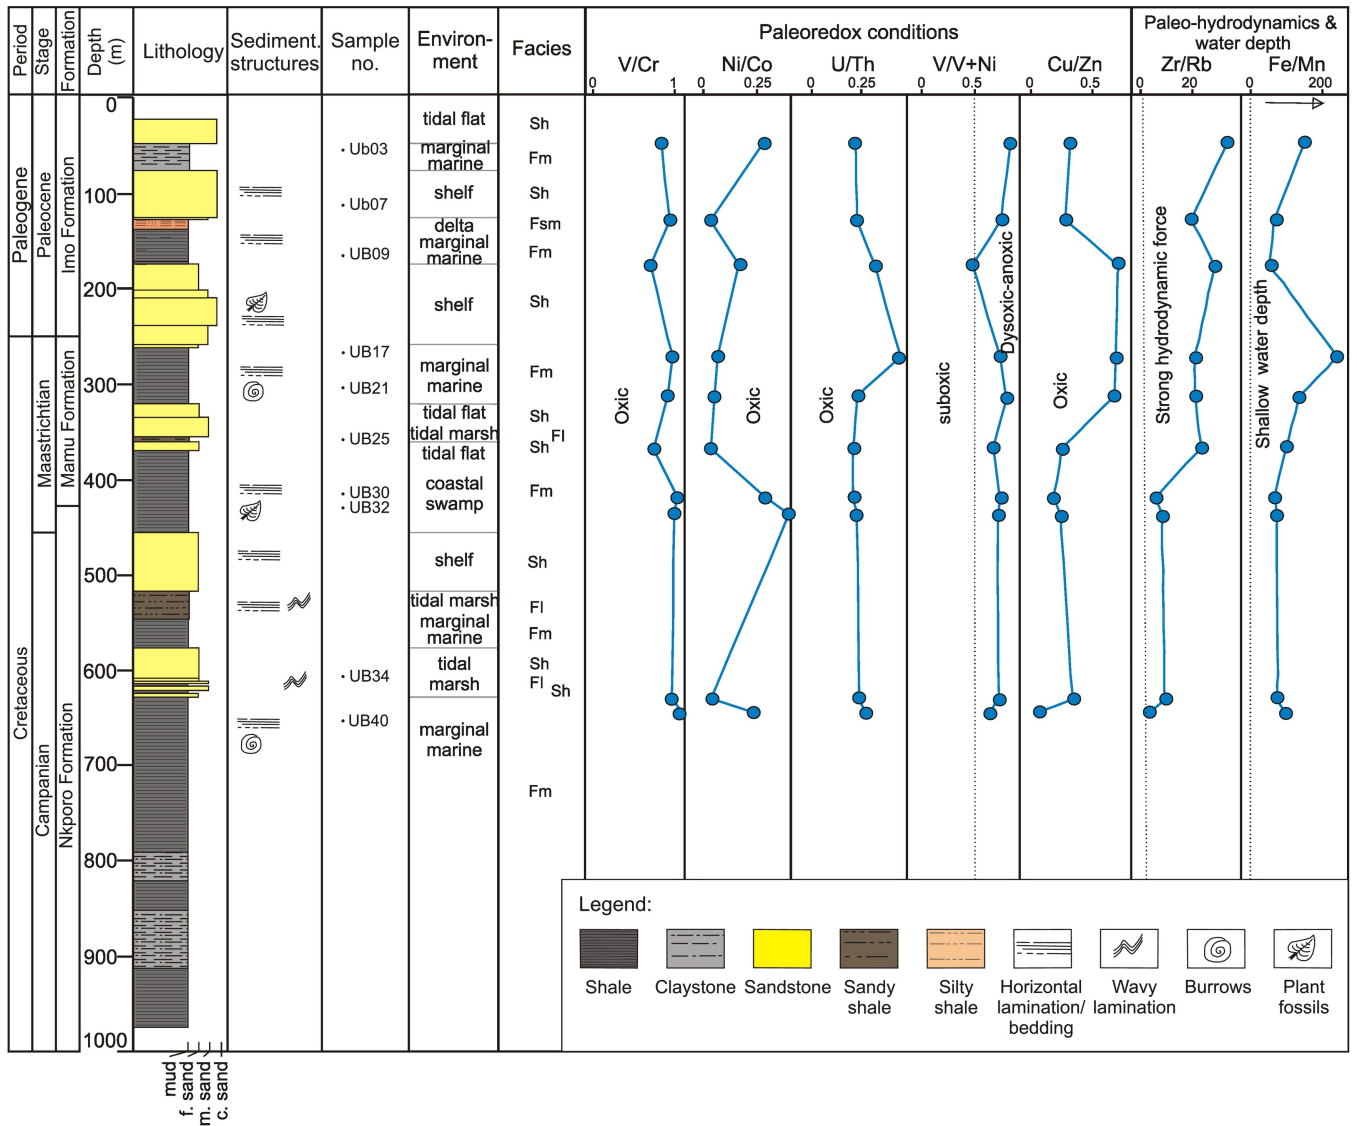 Period
Stage
Formation
Depth
(m)
Lithology
Sediment.
structures
Sample
no.
Environ-
ment
Facies
Paleoredox conditions
V/Cr
Ni/Co
U/Th
V/V+Ni
Cu/Zn
Paleo-hydrodynamics &
water depth
Zr/Rb
Fe/Mn
0 1
0 0.25
0 0.25
0 0.5
0 0.5
0 20
0 200
Paleogene
Cretaceous
Paleocene
Maastrichtian
Campanian
Imo Formation
Mamu Formation
Nkporo Formation
0
100
200
300
400
500
600
700
800
900
1000
mud
f. sand
m. sand
c. sand
Ub03
Ub07
UB09
UB17
UB21
UB25
UB30
UB32
UB34
UB40
tidal flat
marginal
marine
shelf
delta
marginal
marine
shelf
marginal
marine
tidal flat
tidal marsh
tidal flat
coastal
swamp
shelf
tidal marsh
marginal
marine
tidal
marsh
marginal
marine
Sh
Fm
Sh
Fsm
Fm
Sh
Fm
Sh
Fl
Sh
Fm
Sh
Fl
Fm
Sh
Fl
Sh
Fm
Oxic
Oxic
Oxic
suboxic
Dysoxic-anoxic
Oxic
Strong hydrodynamic force
Shallow water depth
Legend:
Shale
Claystone
Sandstone
Sandy
shale
Silty
shale
Horizontal
lamination/
bedding
Wavy
lamination
Burrows
Plant
fossils